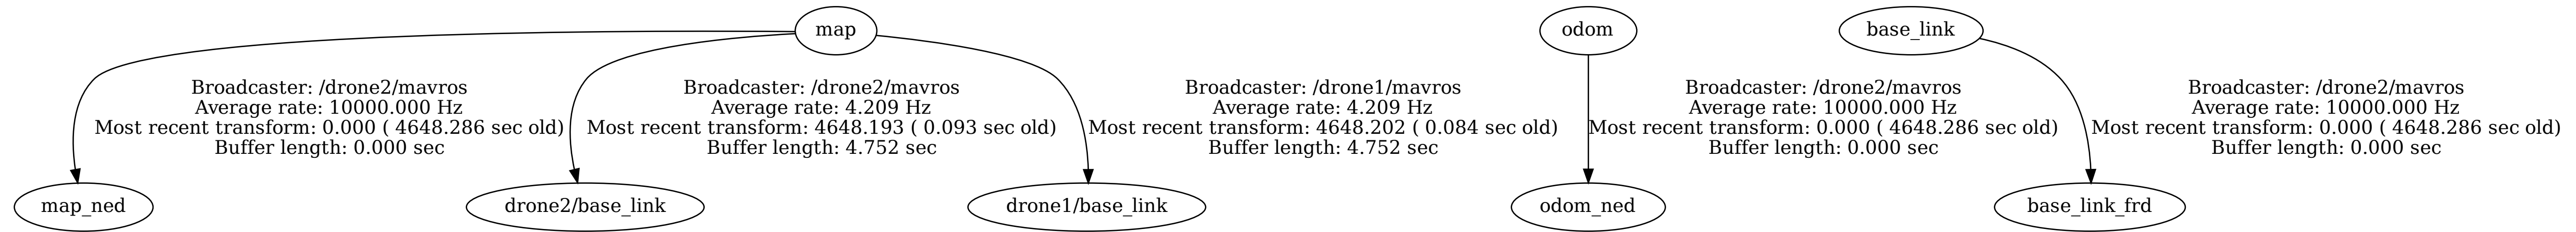 map
odom
base_link
Broadcaster: /drone2/mavros
Average rate: 10000.000 Hz
Most recent transform: 0.000 ( 4648.286 sec old)
Buffer length: 0.000 sec
Broadcaster: /drone2/mavros
Average rate: 4.209 Hz
Most recent transform: 4648.193 ( 0.093 sec old)
Buffer length: 4.752 sec
Broadcaster: /drone1/mavros
Average rate: 4.209 Hz
Most recent transform: 4648.202 ( 0.084 sec old)
Buffer length: 4.752 sec
Broadcaster: /drone2/mavros
Average rate: 10000.000 Hz
Most recent transform: 0.000 ( 4648.286 sec old)
Buffer length: 0.000 sec
Broadcaster: /drone2/mavros
Average rate: 10000.000 Hz
Most recent transform: 0.000 ( 4648.286 sec old)
Buffer length: 0.000 sec
map_ned
drone2/base_link
drone1/base_link
odom_ned
base_link_frd